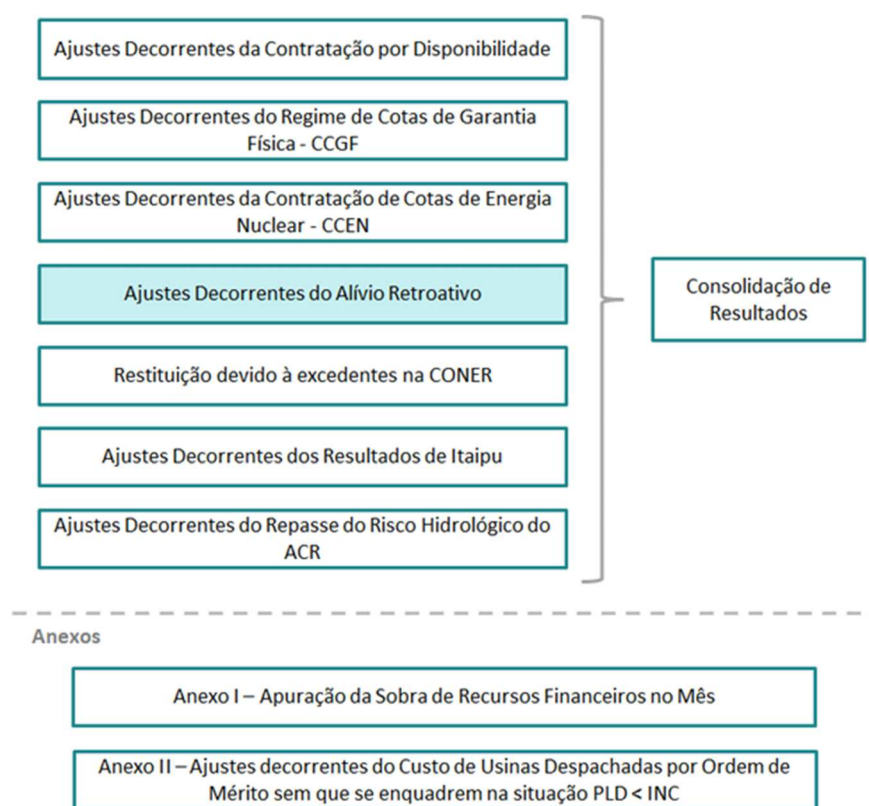 Ajustes Decorrentes da Contratação por Disponibilidade
Ajustes Decorrentes do Regime de Cotas de Garantia
Física - CCGF
Ajustes Decorrentes da Contratação de Cotas de Energia
Nuclear - CCEN
Ajustes Decorrentes do Alívio Retroativo
Restituição devido à excedentes na CONER
Ajustes Decorrentes dos Resultados de Itaipu
Ajustes Decorrentes do Repasse do Risco Hidrológico do
ACR
Consolidação de
Resultados
Anexos
Anexo I – Apuração da Sobra de Recursos Financeiros no Mês
Anexo II – Ajustes decorrentes do Custo de Usinas Despachadas por Ordem de
Mérito sem que se enquadrem na situação PLD < INC